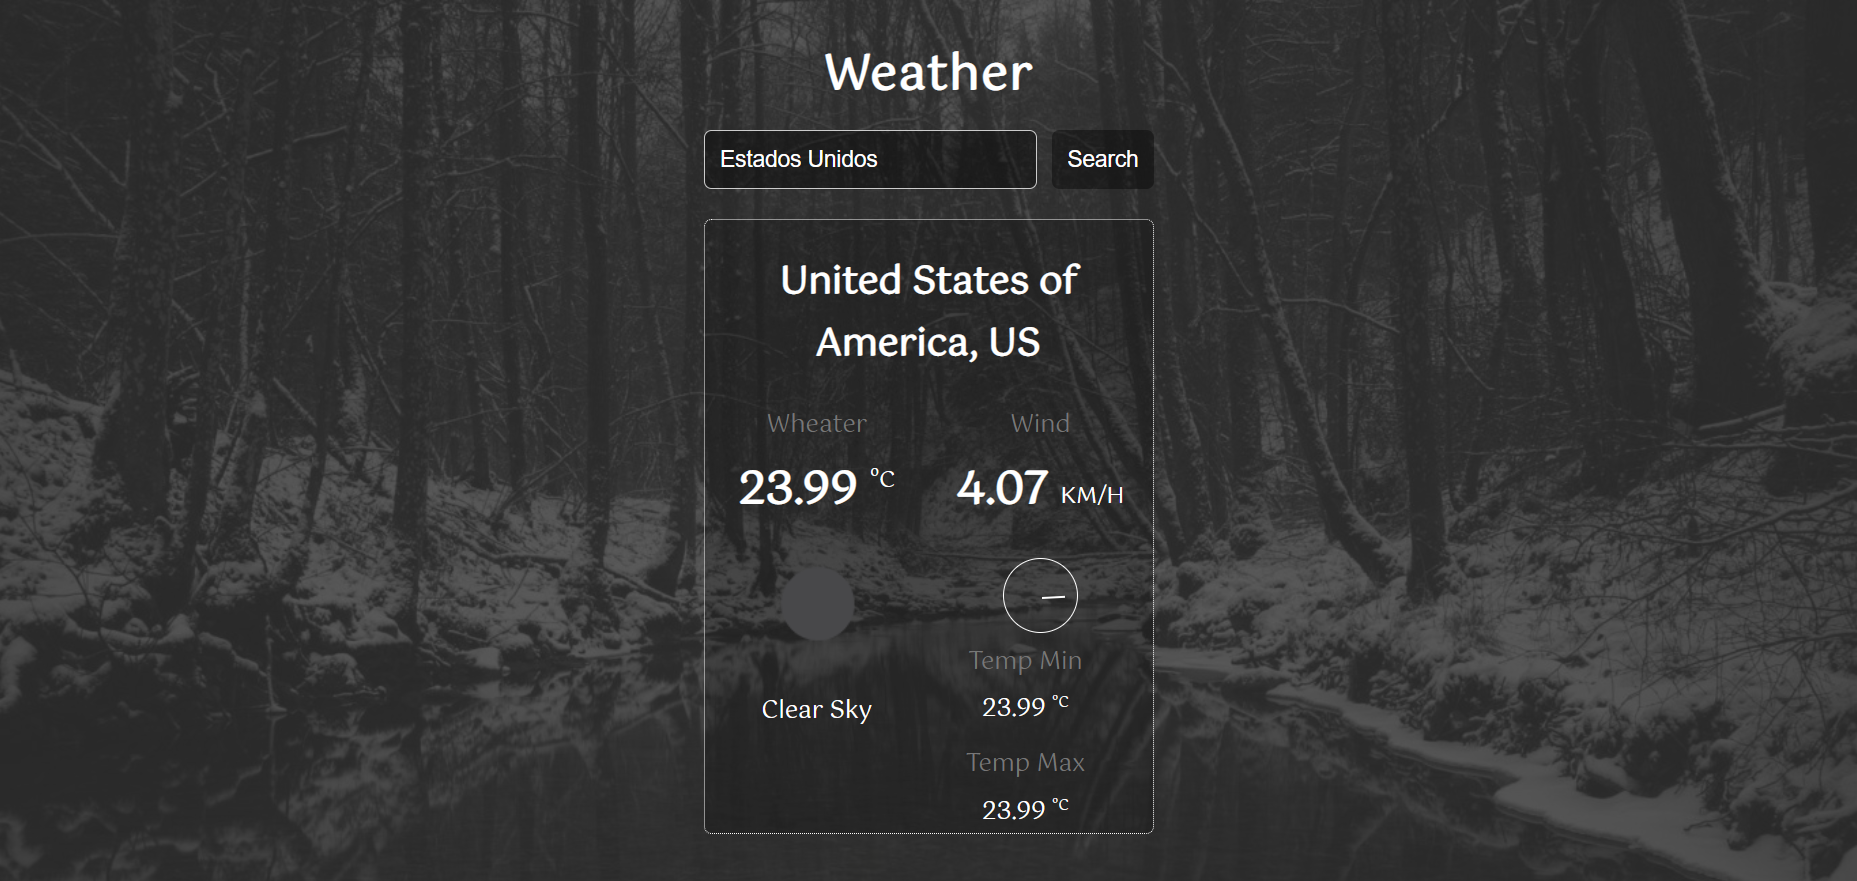 Weather
Estados Unidos
Search
United States of
America, US
Wheater
23.99 °C
Wind
4.07 KM/H
Clear Sky
Temp Min
23.99 °C
Temp Max
23.99 °C